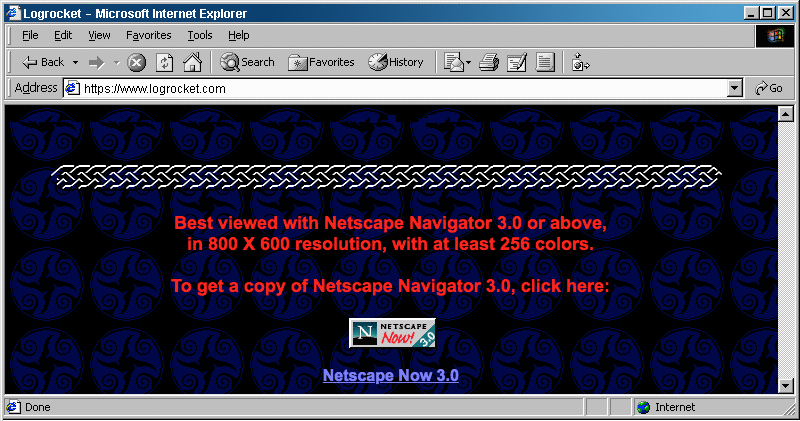 Logrocket - Microsoft Internet Explorer
File Edit View Favorites Tools Help
Back Search Favorites History
Address https://www.logrocket.com Go
Best viewed with Netscape Navigator 3.0 or above,
in 800 X 600 resolution, with at least 256 colors.
To get a copy of Netscape Navigator 3.0, click here:
N NETSCAPE
Now! 3.0
Netscape Now 3.0
Done Internet